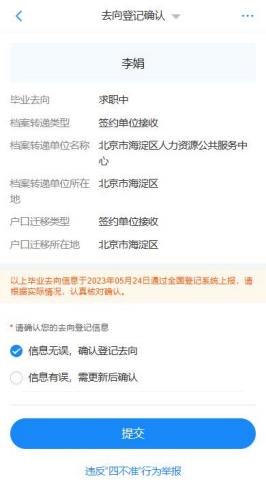 去向登记确认
李娟
毕业去向 求职中
档案转递类型 签约单位接收
档案转递单位名称 北京市海淀区人力资源公共服务中
心
档案转递单位所在 北京市海淀区
地
户口迁移类型 签约单位接收
户口迁移所在地 北京市海淀区
以上毕业去向信息于2023年05月24日通过全国登记系统上报，请
根据实际情况，认真核对确认。
* 请确认您的去向登记信息
信息无误，确认登记去向
信息有误，需更新后确认
提交
违反“四不准”行为举报